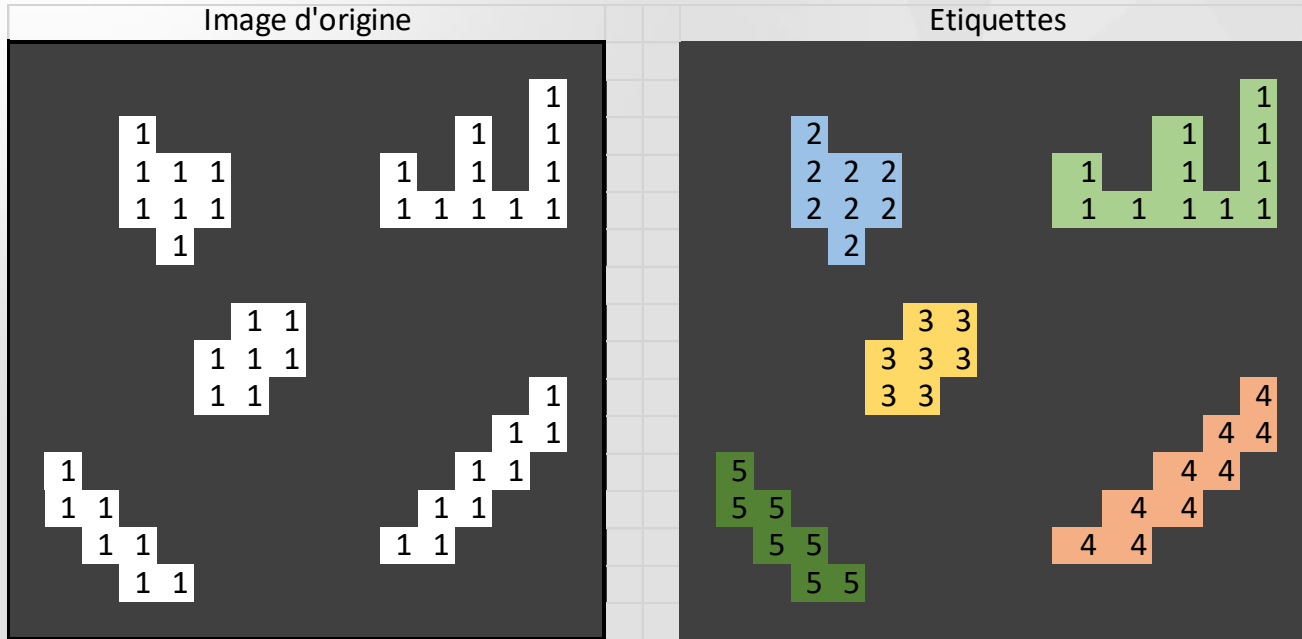 Image d'origine Etiquettes
1 1
1 1 1 2 1 1
1 1 1 1 1 1 2 2 2 1 1 1
1 1 1 1 1 1 1 1 2 2 2 1 1 1 1 1
1 2
1 1 3 3
1 1 1 3 3 3
1 1 1 3 3 4
1 1 4 4
1 1 1 5 4 4
1 1 1 1 5 5 4 4
1 1 1 1 5 5 4 4
1 1 5 5